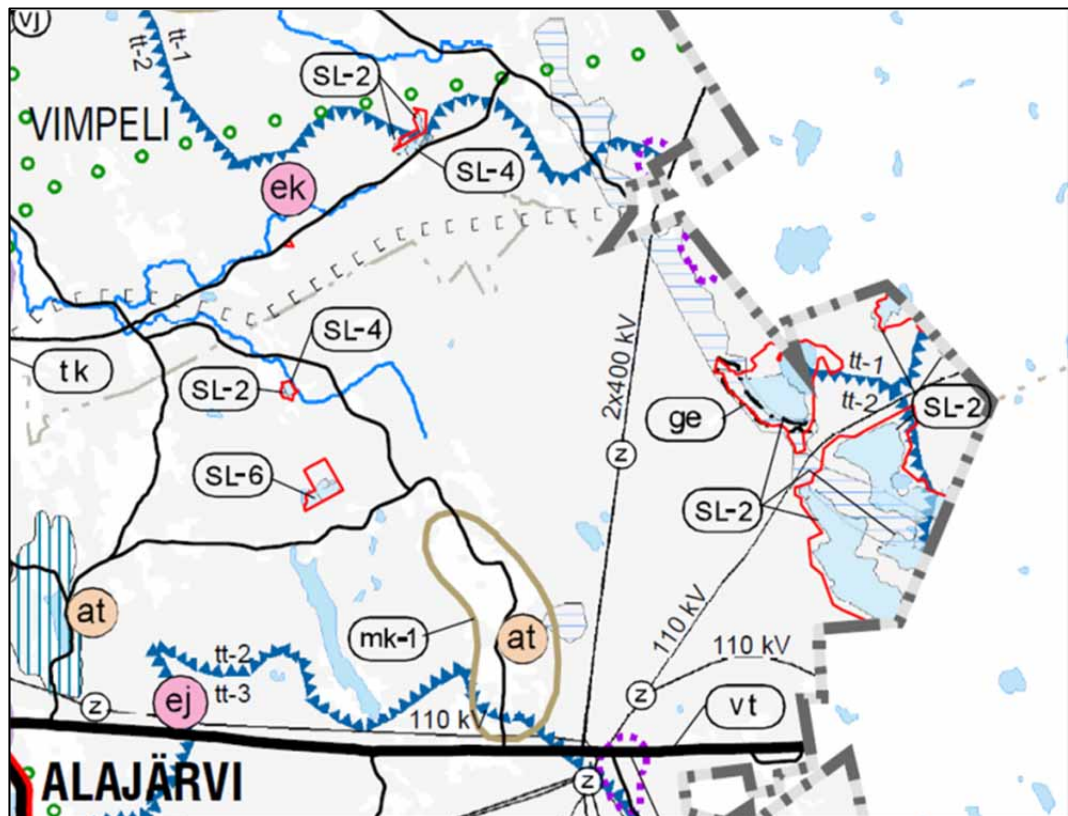 vj
tt-1
tt-2
SL-2
VIMPELI
SL-4
ek
SL-4
tk
SL-2
2x400 kV
tt-1
tt-2
SL-2
ge
z
SL-6
SL-2
at
mk-1
at
110 kV
110 kV
tt-2
tt-3
ej
z
110 kV
z
vt
ALAJÄRVI
z